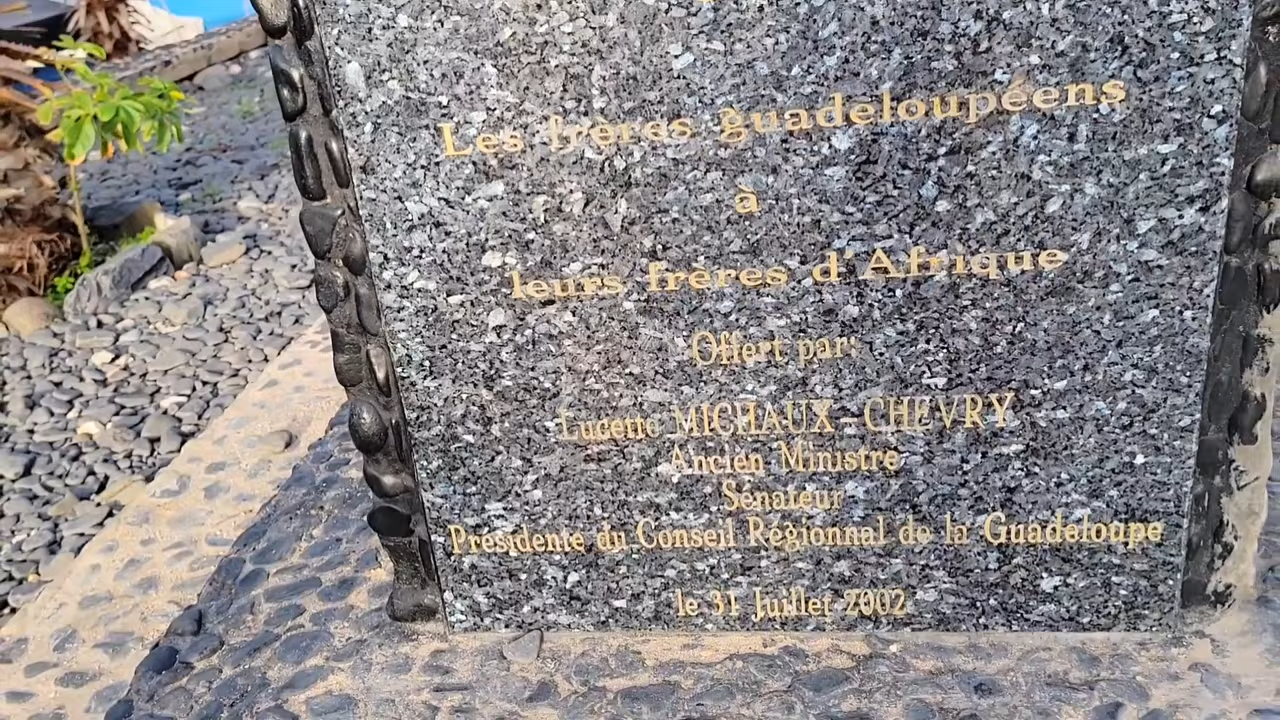 Les frères guadeloupéens
à
leurs frères d'Afrique
Offert par:
Lucette MICHAUX-CHEVRY
Ancien Ministre
Sénateur
Présidente du Conseil Régionnal de la Guadeloupe
le 31 Juillet 2002